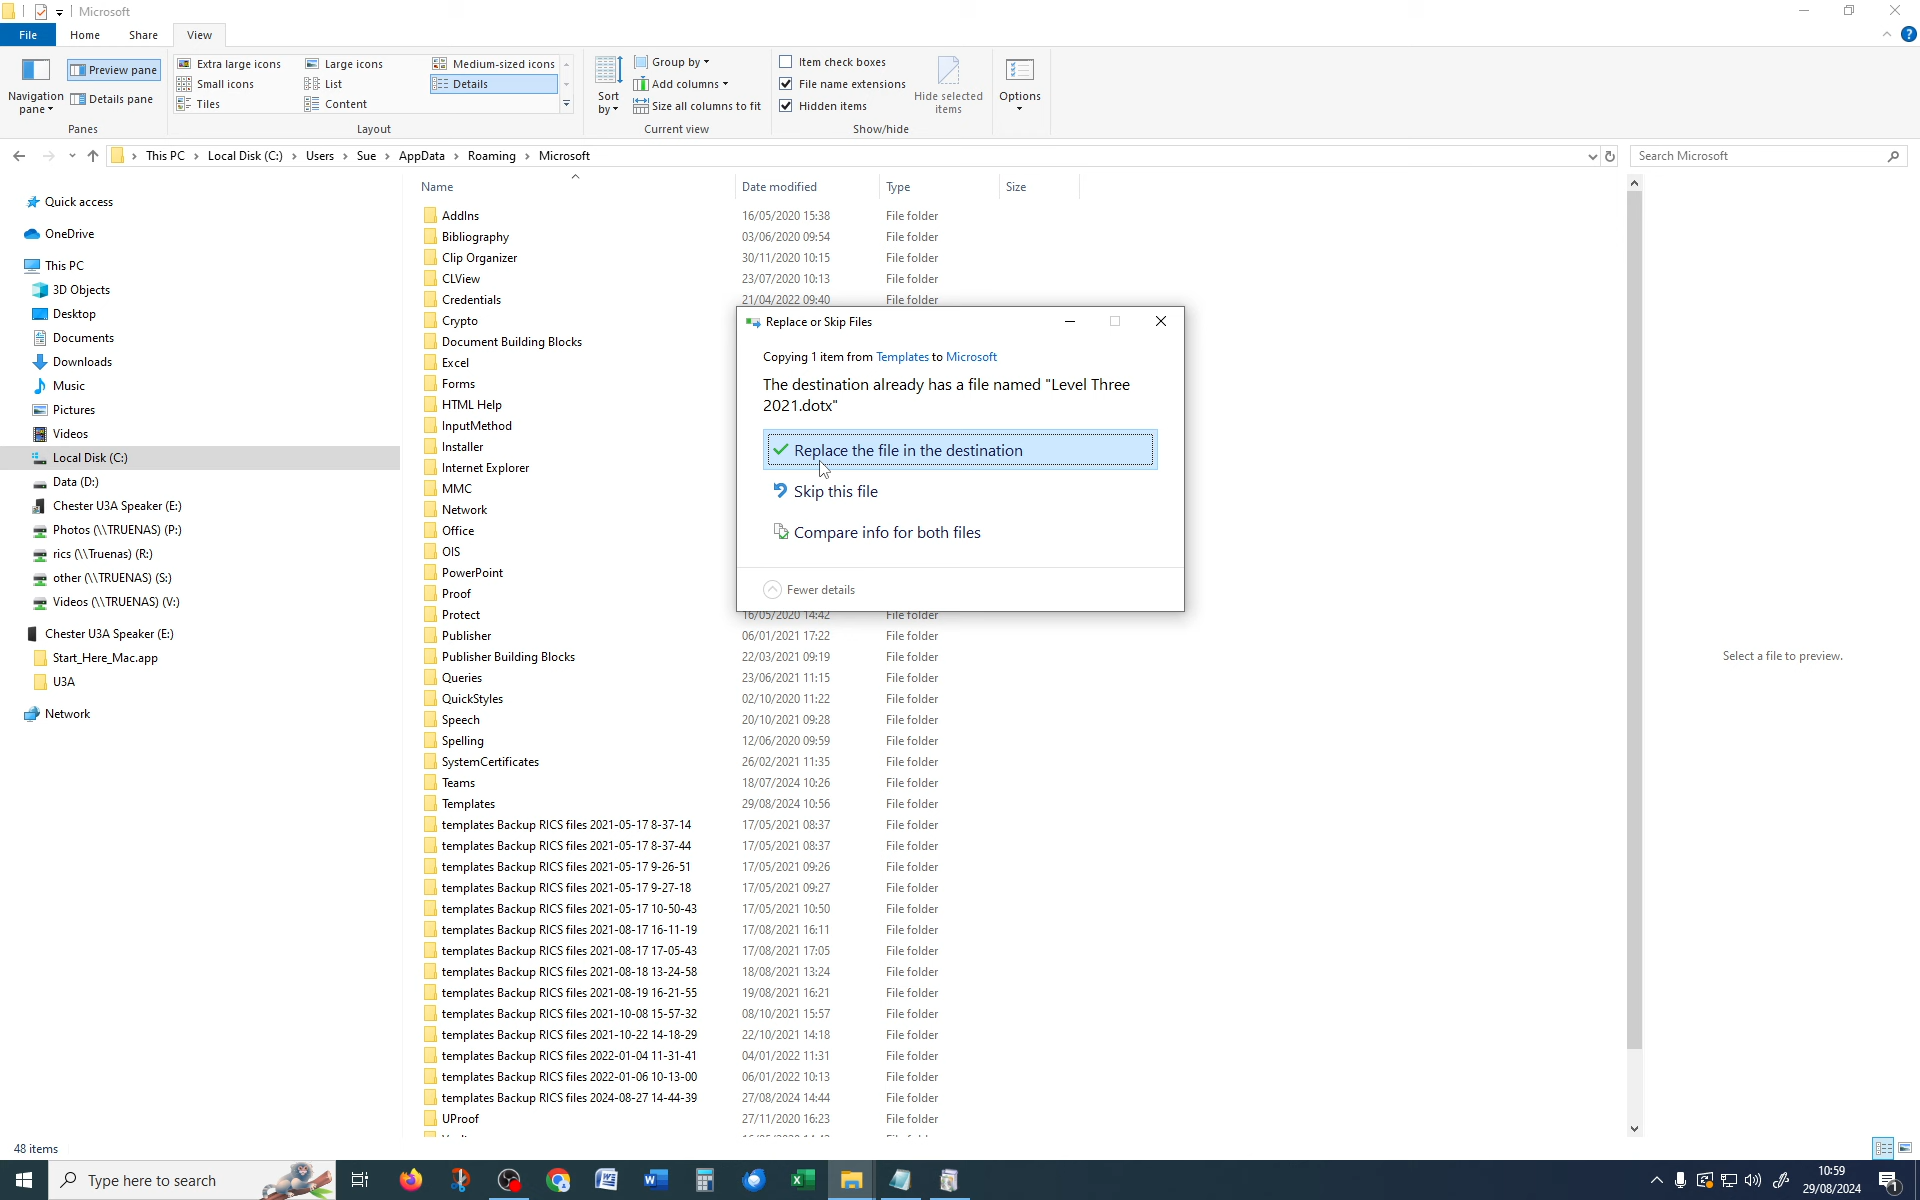 Microsoft
File Home Share View
Navigation pane
Preview pane
Details pane
Panes
Extra large icons Large icons Medium-sized icons
Small icons List Details
Tiles Content
Layout
Sort by
Group by
Add columns
Size all columns to fit
Current view
Item check boxes
File name extensions
Hidden items
Hide selected items
Show/hide
Options
This PC > Local Disk (C:) > Users > Sue > AppData > Roaming > Microsoft
Search Microsoft
Quick access
OneDrive
This PC
3D Objects
Desktop
Documents
Downloads
Music
Pictures
Videos
Local Disk (C:)
Data (D:)
Chester U3A Speaker (E:)
Photos (\\TRUENAS) (P:)
rics (\\Truenas) (R:)
other (\\TRUENAS) (S:)
Videos (\\TRUENAS) (V:)
Chester U3A Speaker (E:)
Start_Here_Mac.app
U3A
Network
Name Date modified Type Size
AddIns 16/05/2020 15:38 File folder
Bibliography 03/06/2020 09:54 File folder
Clip Organizer 30/11/2020 10:15 File folder
CLView 23/07/2020 10:13 File folder
Credentials 21/04/2022 09:40 File folder
Crypto
Document Building Blocks
Excel
Forms
HTML Help
InputMethod
Installer
Internet Explorer
MMC
Network
Office
OIS
PowerPoint
Proof
Protect 16/05/2020 14:42 File folder
Publisher 06/01/2021 17:22 File folder
Publisher Building Blocks 22/03/2021 09:19 File folder
Queries 23/06/2021 11:15 File folder
QuickStyles 02/10/2020 11:22 File folder
Speech 20/10/2021 09:28 File folder
Spelling 12/06/2020 09:59 File folder
SystemCertificates 26/02/2021 11:35 File folder
Teams 18/07/2024 10:26 File folder
Templates 29/08/2024 10:56 File folder
templates Backup RICS files 2021-05-17 8-37-14 17/05/2021 08:37 File folder
templates Backup RICS files 2021-05-17 8-37-44 17/05/2021 08:37 File folder
templates Backup RICS files 2021-05-17 9-26-51 17/05/2021 09:26 File folder
templates Backup RICS files 2021-05-17 9-27-18 17/05/2021 09:27 File folder
templates Backup RICS files 2021-05-17 10-50-43 17/05/2021 10:50 File folder
templates Backup RICS files 2021-08-17 16-11-19 17/08/2021 16:11 File folder
templates Backup RICS files 2021-08-17 17-05-43 17/08/2021 17:05 File folder
templates Backup RICS files 2021-08-18 13-24-58 18/08/2021 13:24 File folder
templates Backup RICS files 2021-08-19 16-21-55 19/08/2021 16:21 File folder
templates Backup RICS files 2021-10-08 15-57-32 08/10/2021 15:57 File folder
templates Backup RICS files 2021-10-22 14-18-29 22/10/2021 14:18 File folder
templates Backup RICS files 2022-01-04 11-31-41 04/01/2022 11:31 File folder
templates Backup RICS files 2022-01-06 10-13-00 06/01/2022 10:13 File folder
templates Backup RICS files 2024-08-27 14-44-39 27/08/2024 14:44 File folder
UProof 27/11/2020 16:23 File folder
Replace or Skip Files
Copying 1 item from Templates to Microsoft
The destination already has a file named "Level Three
2021.dotx"
Replace the file in the destination
Skip this file
Compare info for both files
Fewer details
Select a file to preview.
48 items
Type here to search
10:59
29/08/2024
1